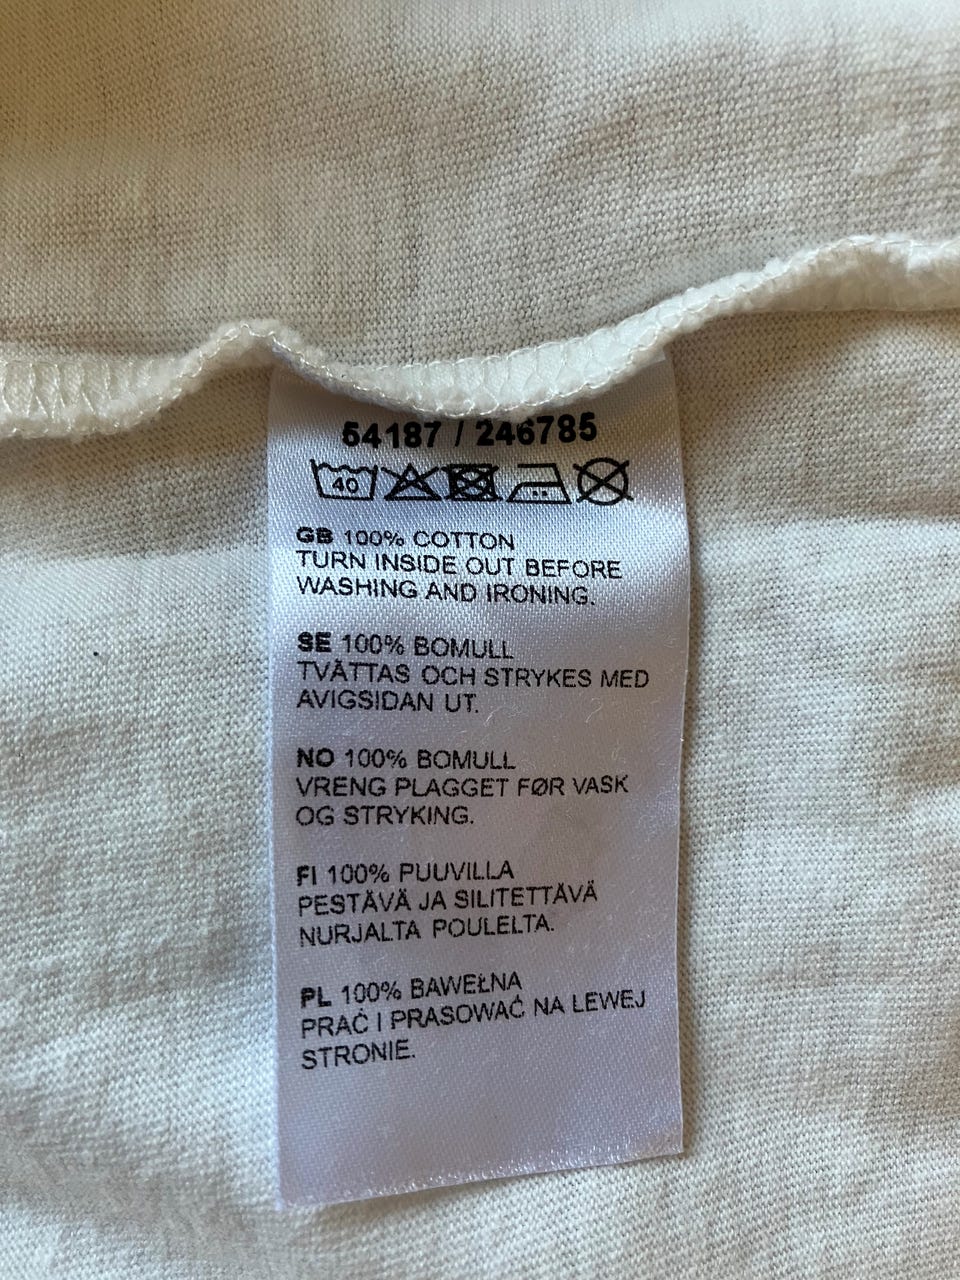 54187 / 246785
40
GB 100% COTTON
TURN INSIDE OUT BEFORE
WASHING AND IRONING.
SE 100% BOMULL
TVÄTTAS OCH STRYKES MED
AVIGSIDAN UT.
NO 100% BOMULL
VRENG PLAGGET FØR VASK
OG STRYKING.
FI 100% PUUVILLA
PESTÄVÄ JA SILITETTÄVÄ
NURJALTA POULELTA.
PL 100% BAWEŁNA
PRAĆ I PRASOWAĆ NA LEWEJ
STRONIE.